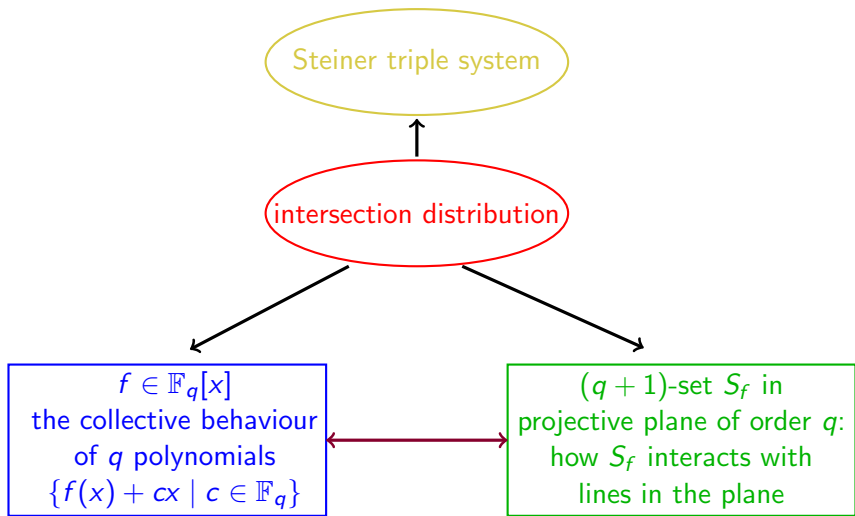 Steiner triple system
intersection distribution
f ∈ 𝔽_q[x]
the collective behaviour
of q polynomials
{f(x) + cx | c ∈ 𝔽_q}
(q + 1)-set S_f in
projective plane of order q:
how S_f interacts with
lines in the plane